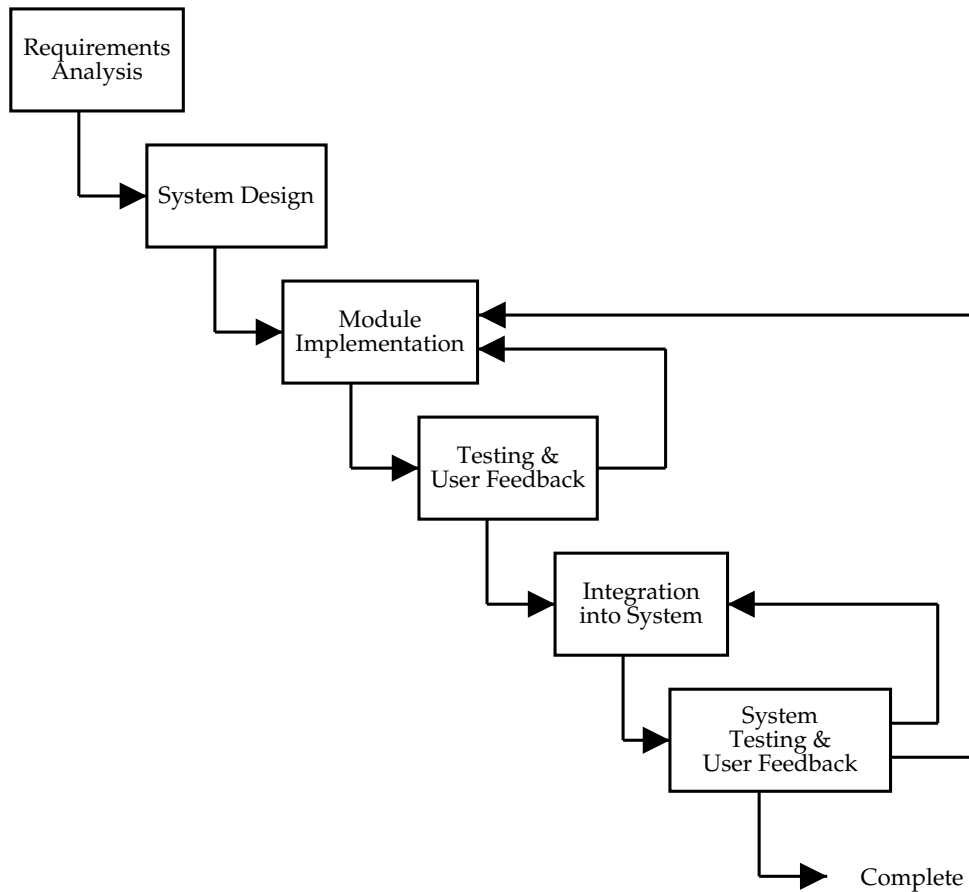 Requirements
Analysis
System Design
Module
Implementation
Testing &
User Feedback
Integration
into System
System
Testing &
User Feedback
Complete